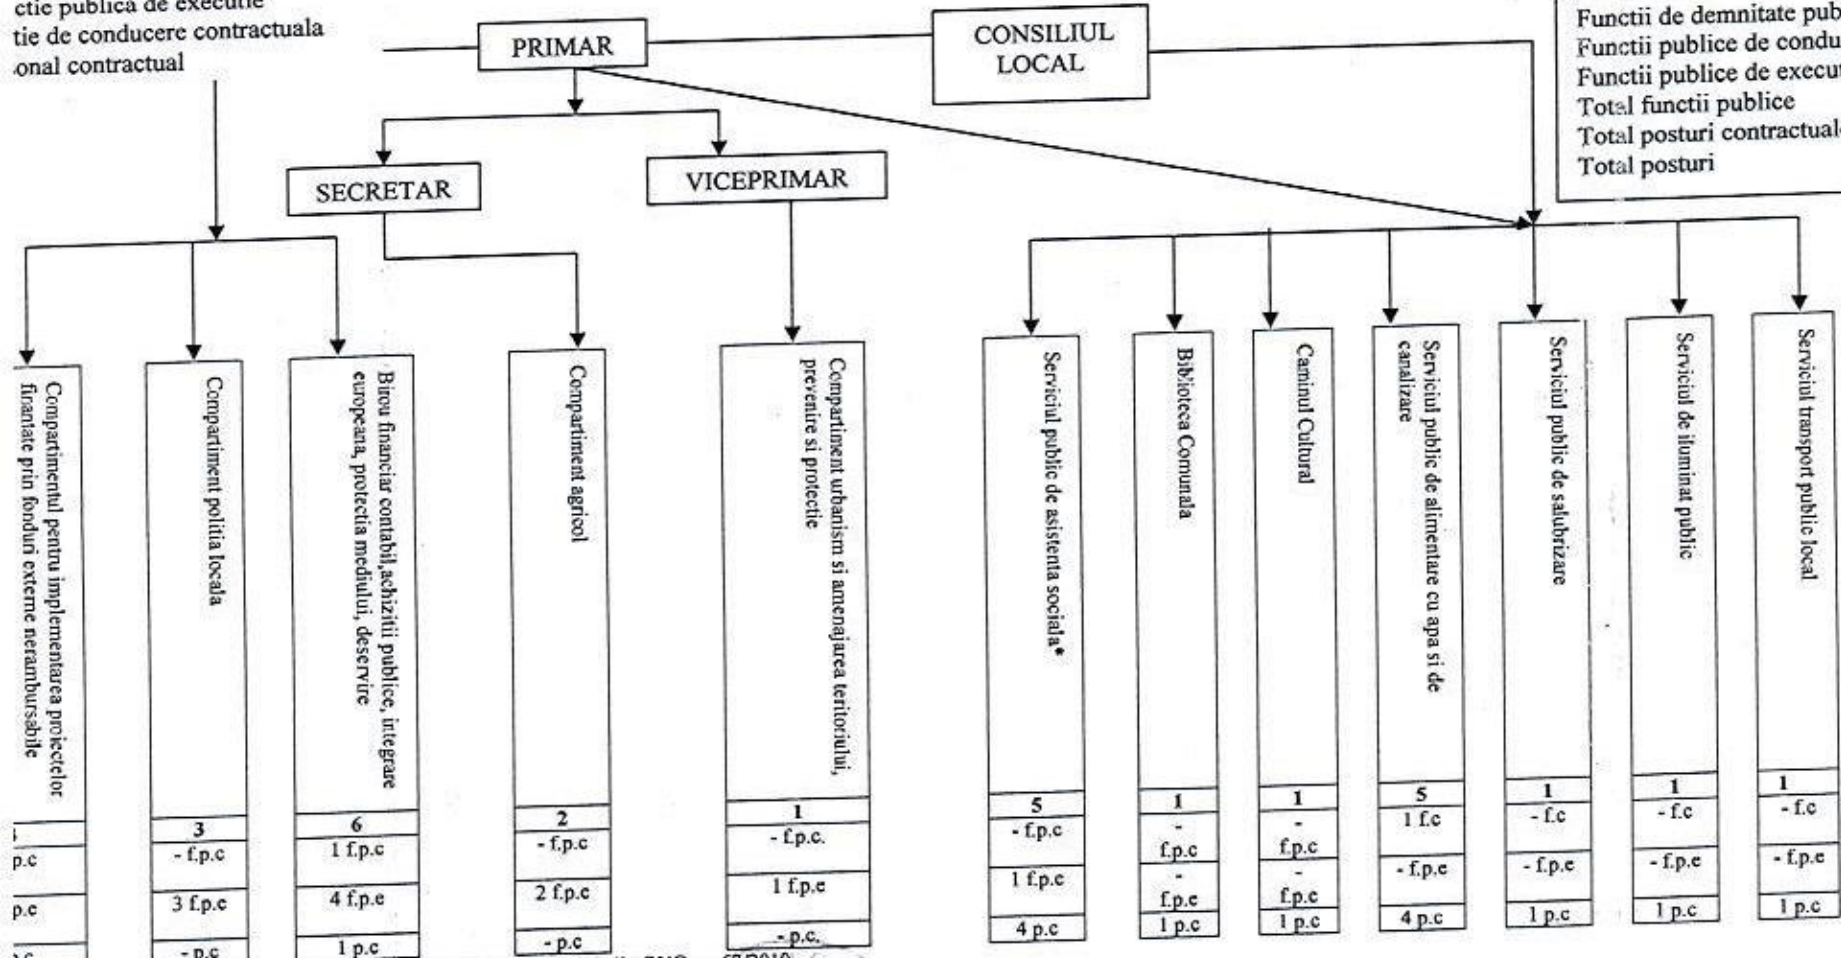 ctie publica de executie
tie de conducere contractuala
onal contractual
PRIMAR
CONSILIUL
LOCAL
Functii de demnitate pub
Functii publice de condu
Functii publice de execut
Total functii publice
Total posturi contractual
Total posturi
SECRETAR
VICEPRIMAR
Compartimentul pentru implementarea proiectelor
finantate prin fonduri externe nerambursabile
p.c
p.e
Compartiment politia locala
3
- f.p.c
3 f.p.e
- p.c
Birou financiar contabil,achizitii publice, integrare
europeana, protectia mediului, deservire
6
1 f.p.c
4 f.p.e
1 p.c
Compartiment agricol
2
- f.p.c
2 f.p.e
- p.c
Compartiment urbanism si amenajarea teritoriului,
prevenire si protectie
1
- f.p.c.
1 f.p.e
- p.c.
Serviciul public de asistenta sociala*
5
- f.p.c
1 f.p.e
4 p.c
Biblioteca Comunala
1
-
f.p.c
-
f.p.e
1 p.c
Caminul Cultural
1
-
f.p.c
-
f.p.e
1 p.c
Serviciul public de alimentare cu apa si de
canalizare
5
1 f.c
- f.p.e
4 p.c
Serviciul public de salubrizare
1
- f.c
- f.p.e
1 p.c
Serviciul de iluminat public
1
- f.c
- f.p.e
1 p.c
Serviciul transport public local
1
- f.c
- f.p.e
1 p.c